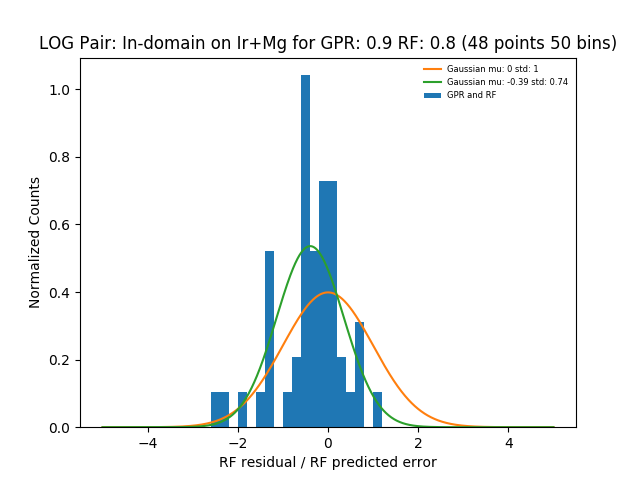 LOG Pair: In-domain on Ir+Mg for GPR: 0.9 RF: 0.8 (48 points 50 bins)
Gaussian mu: 0 std: 1
Gaussian mu: -0.39 std: 0.74
GPR and RF
Normalized Counts
1.0
0.8
0.6
0.4
0.2
0.0
−4
−2
0
2
4
RF residual / RF predicted error